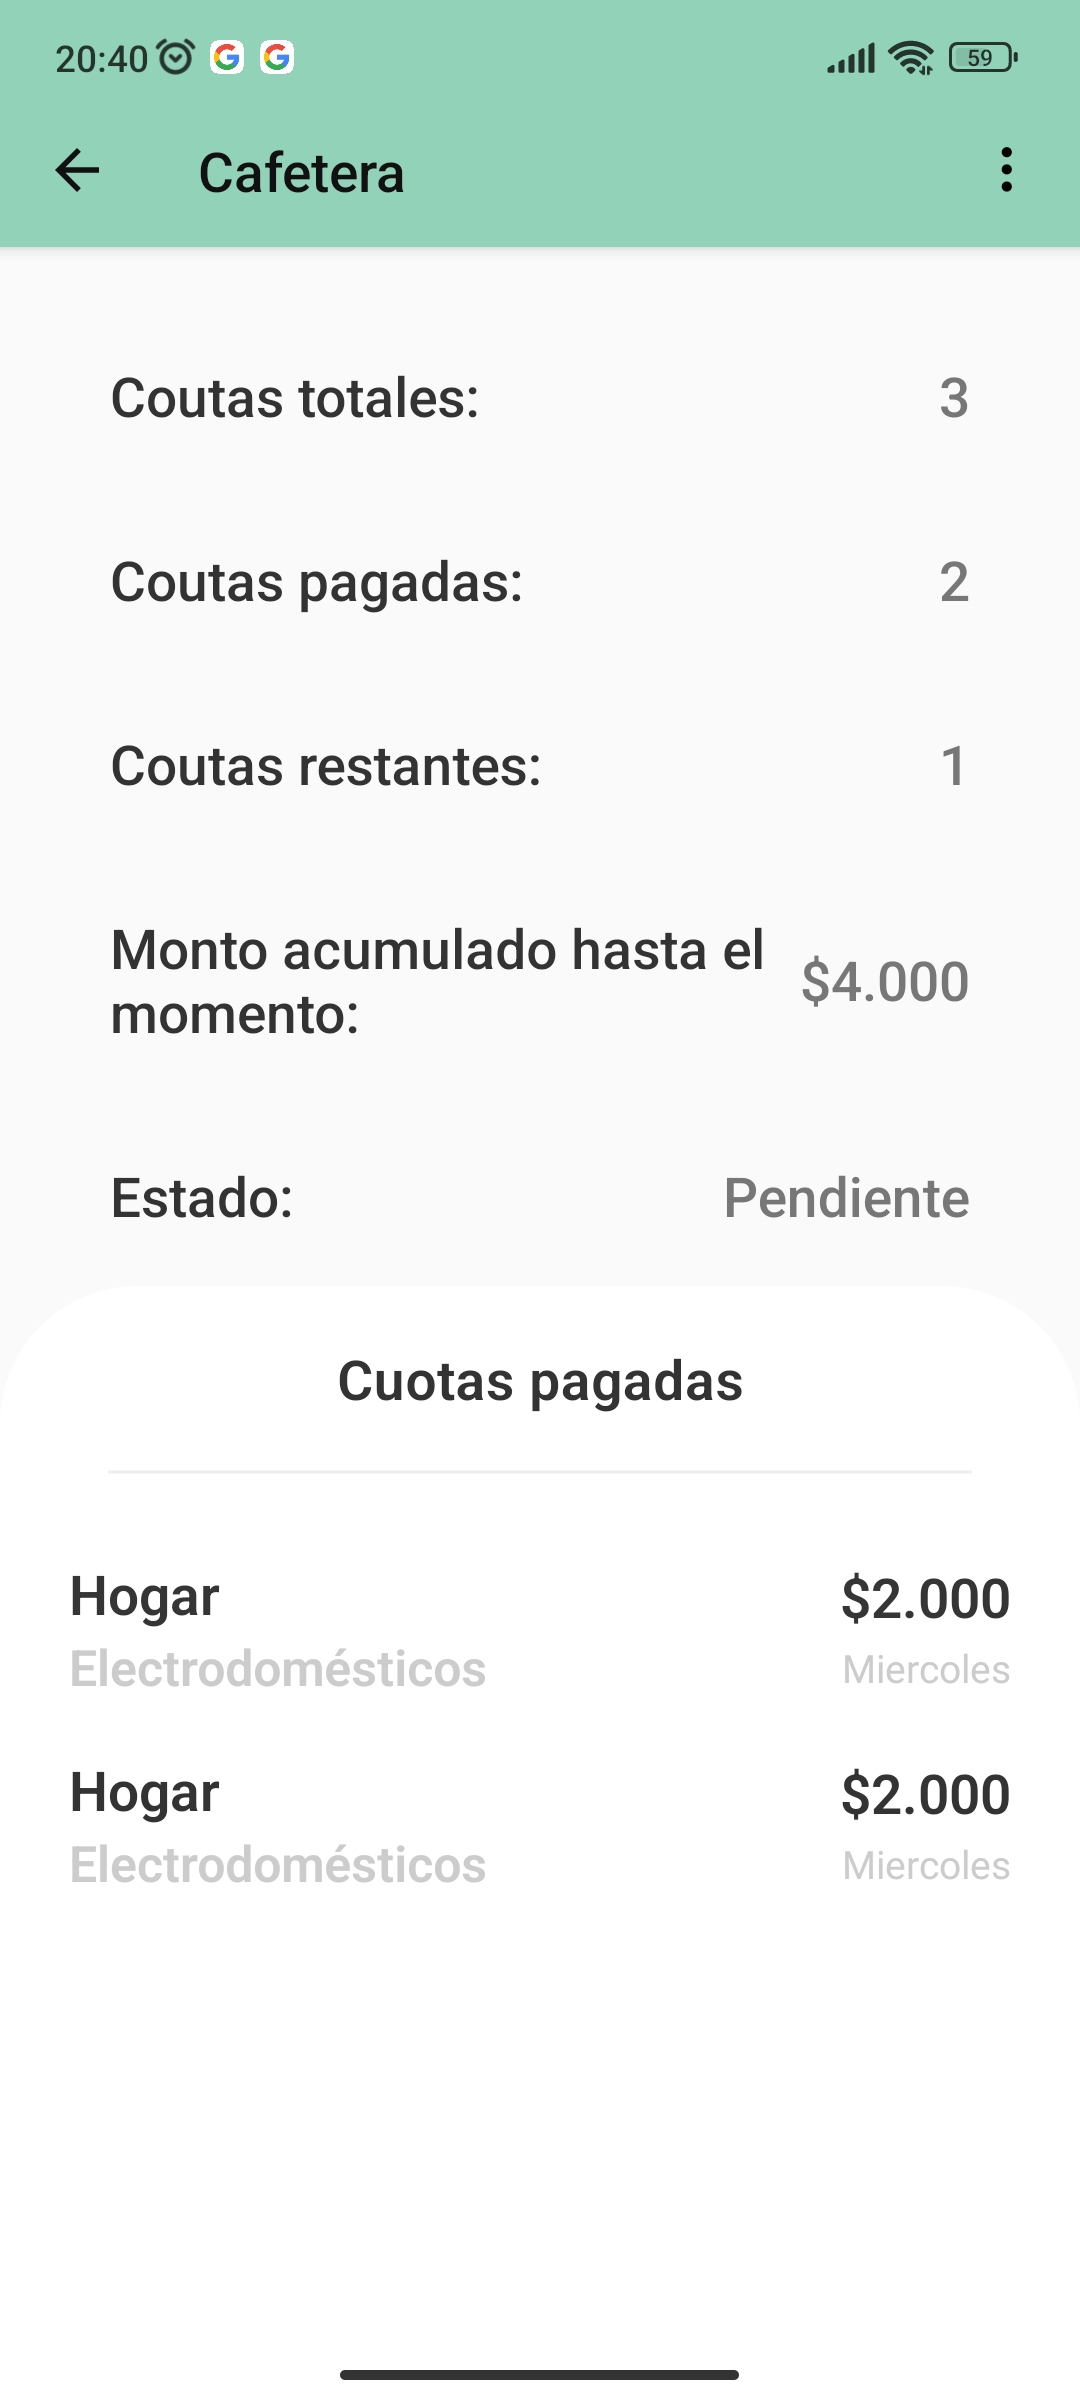 20:40
59
Cafetera
Coutas totales: 3
Coutas pagadas: 2
Coutas restantes: 1
Monto acumulado hasta el
momento: $4.000
Estado: Pendiente
Cuotas pagadas
Hogar $2.000
Electrodomésticos Miercoles
Hogar $2.000
Electrodomésticos Miercoles